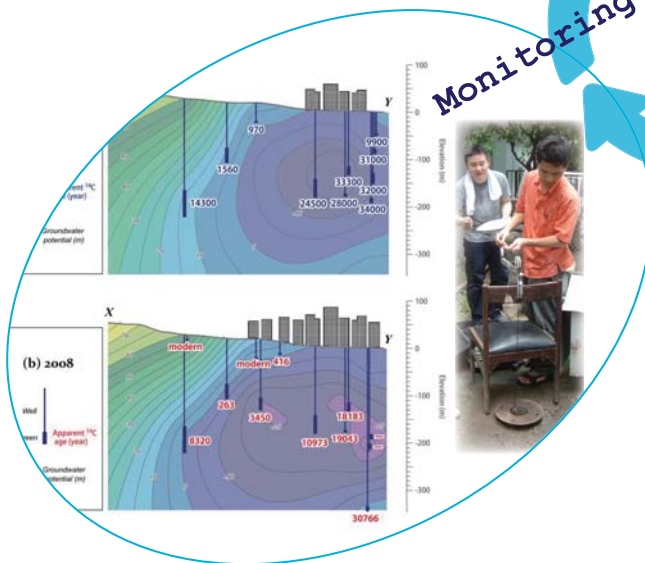 Monitoring
Y
100
0
-100
-200
-300
Elevation (m)
970
1560
14300
9900
31000
33300
32000
24500
28000
34000
14C
(year)
Groundwater
potential (m)
X
Y
100
0
-100
-200
-300
Elevation (m)
modern
modern
416
263
3450
8320
18183
10973
19043
30766
(b) 2008
Well
Apparent 14C
age (year)
Groundwater
potential (m)